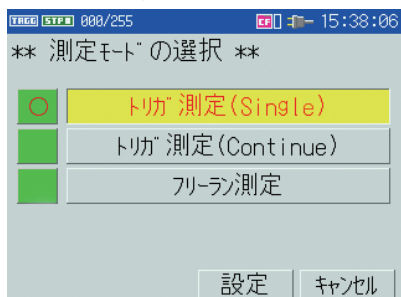 TRGG STPM 000/255 CF 15:38:06
** 測定ﾓｰﾄﾞの選択 **
○ ﾄﾘｶﾞ測定(Single)
ﾄﾘｶﾞ測定(Continue)
ﾌﾘｰﾗﾝ測定
設定 ｷｬﾝｾﾙ